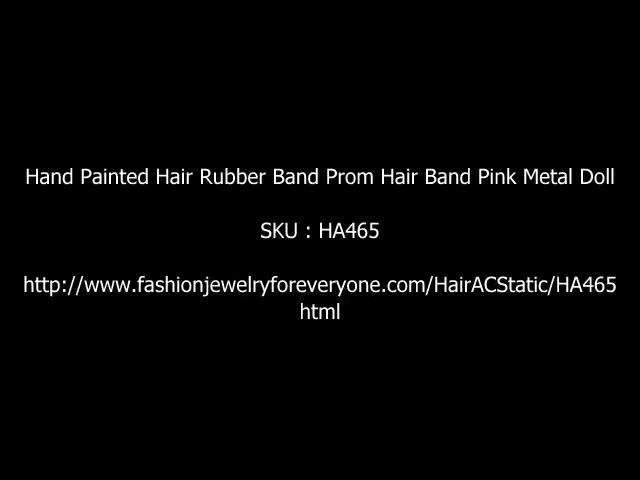 Hand Painted Hair Rubber Band Prom Hair Band Pink Metal Doll
SKU : HA465
http://www.fashionjewelryforeveryone.com/HairACStatic/HA465
html